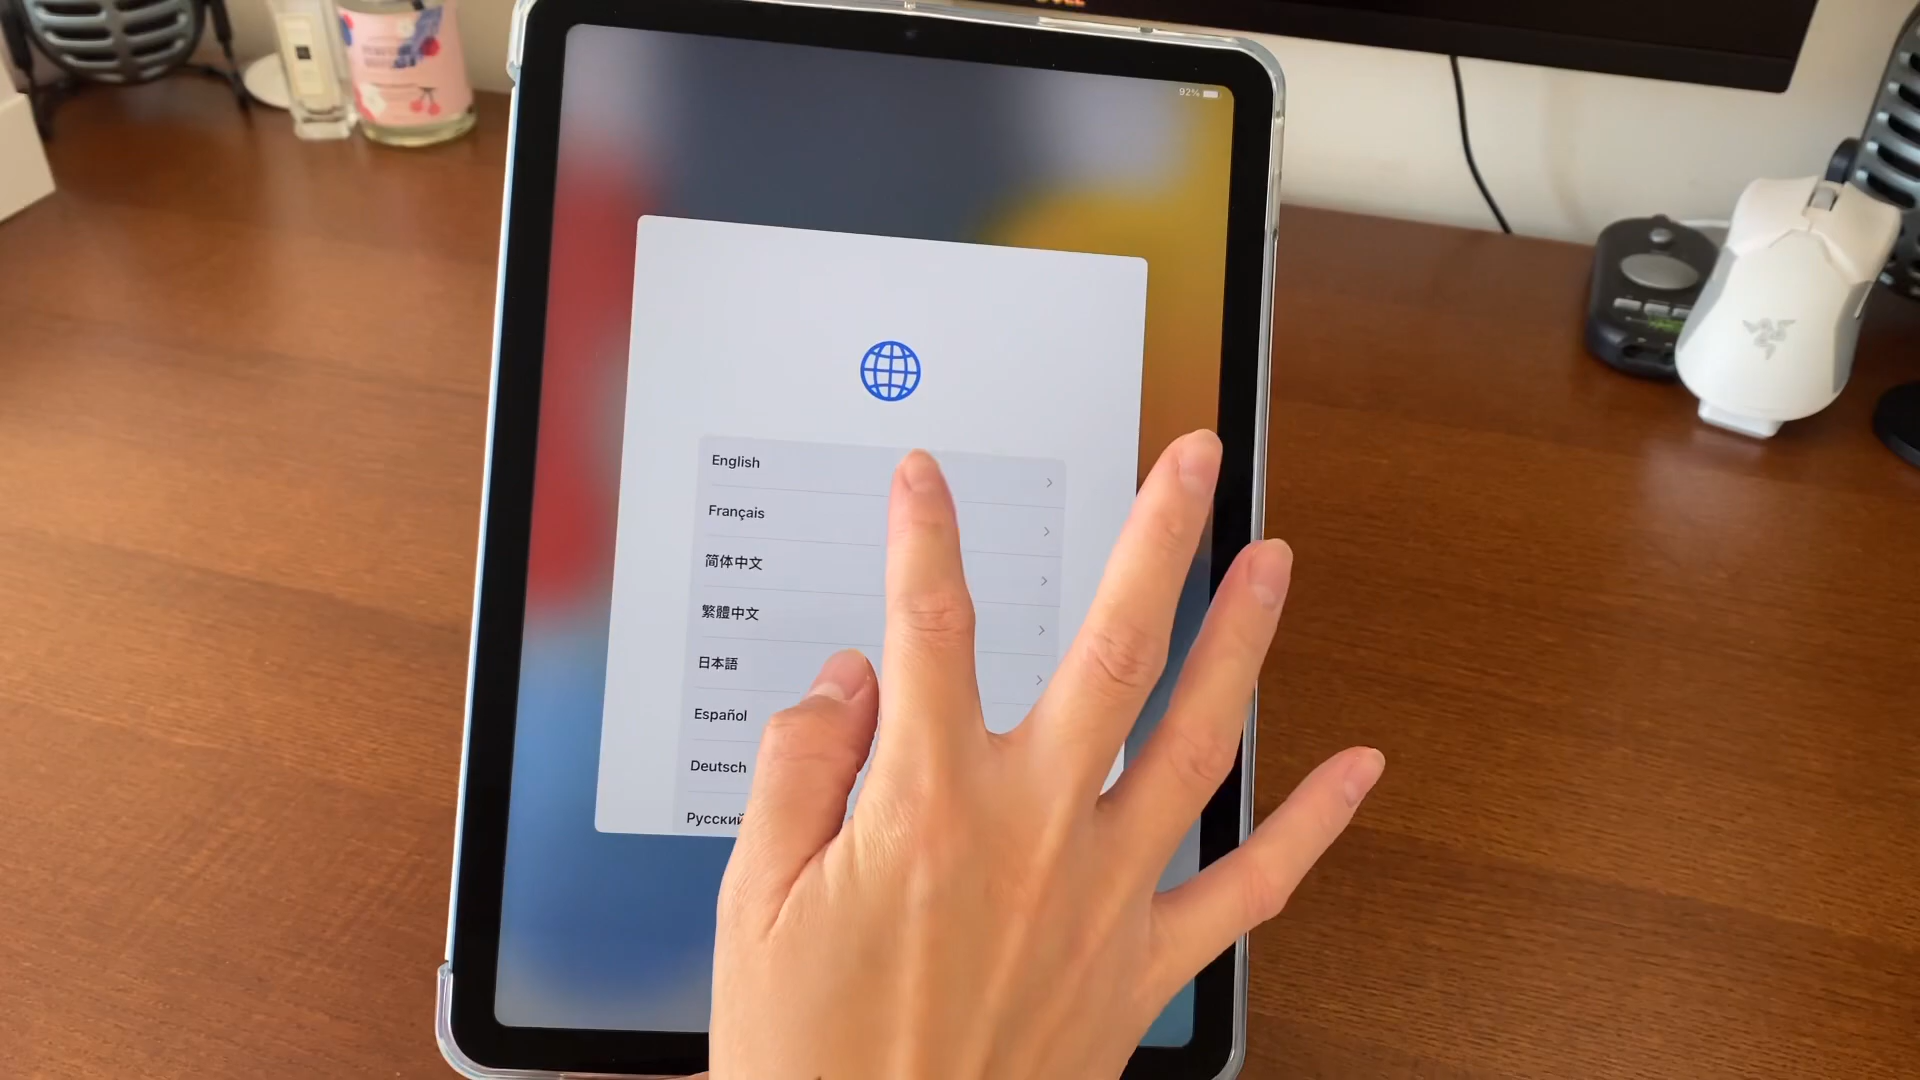 92%
English
Français
简体中文
繁體中文
日本語
Español
Deutsch
Русский